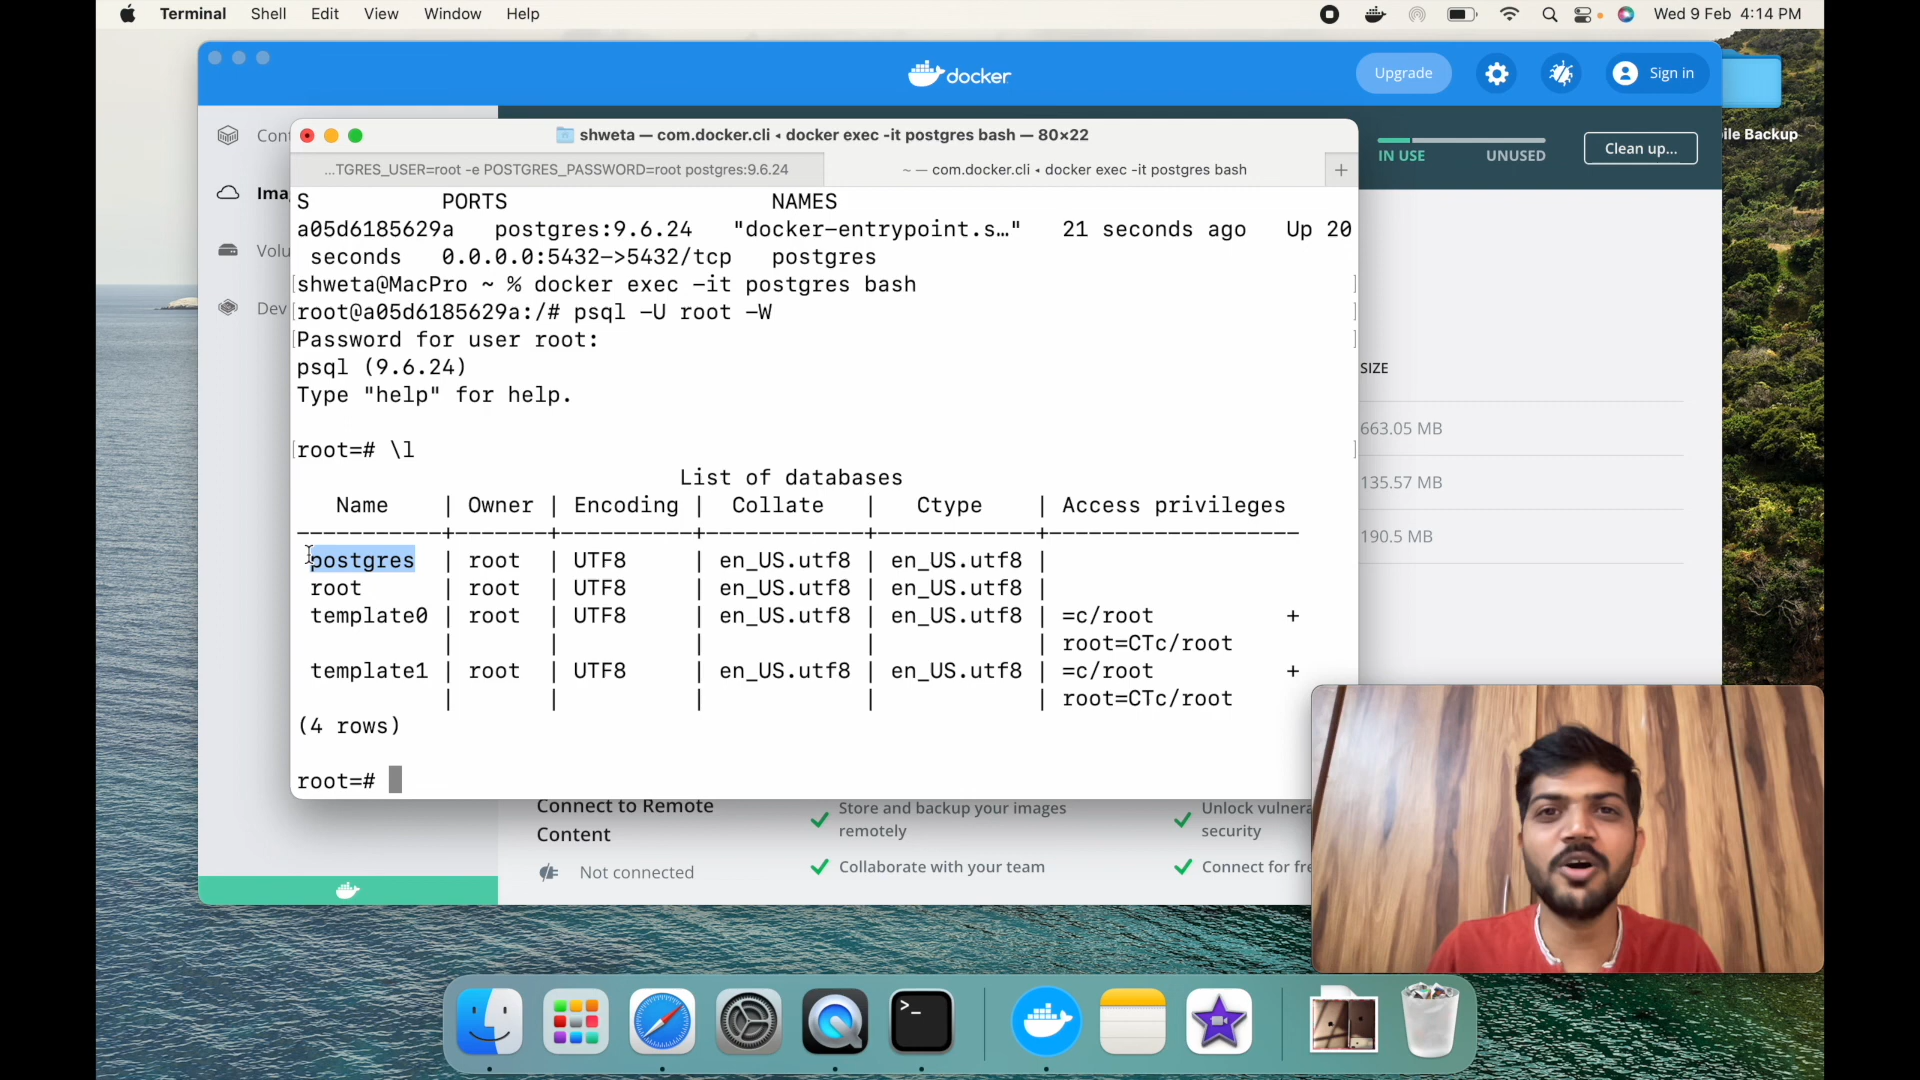 Terminal Shell Edit View Window Help Wed 9 Feb 4:14 PM
docker
Upgrade
Sign in
ile Backup
IN USE UNUSED
Clean up...
shweta — com.docker.cli ◂ docker exec -it postgres bash — 80×22
...TGRES_USER=root -e POSTGRES_PASSWORD=root postgres:9.6.24
~ — com.docker.cli ◂ docker exec -it postgres bash
+
Con
Ima
Volu
Dev
S PORTS NAMES
a05d6185629a postgres:9.6.24 "docker-entrypoint.s…" 21 seconds ago Up 20
seconds 0.0.0.0:5432->5432/tcp postgres
shweta@MacPro ~ % docker exec -it postgres bash
root@a05d6185629a:/# psql -U root -W
Password for user root:
psql (9.6.24)
Type "help" for help.
root=# \l
List of databases
Name | Owner | Encoding | Collate | Ctype | Access privileges
-----------+-------+----------+------------+------------+-------------------
postgres | root | UTF8 | en_US.utf8 | en_US.utf8 |
root | root | UTF8 | en_US.utf8 | en_US.utf8 |
template0 | root | UTF8 | en_US.utf8 | en_US.utf8 | =c/root +
| | | | | root=CTc/root
template1 | root | UTF8 | en_US.utf8 | en_US.utf8 | =c/root +
| | | | | root=CTc/root
(4 rows)
root=#
SIZE
663.05 MB
135.57 MB
190.5 MB
Connect to Remote
Content
Not connected
Store and backup your images
remotely
Collaborate with your team
Unlock vulnera
security
Connect for fre
>_